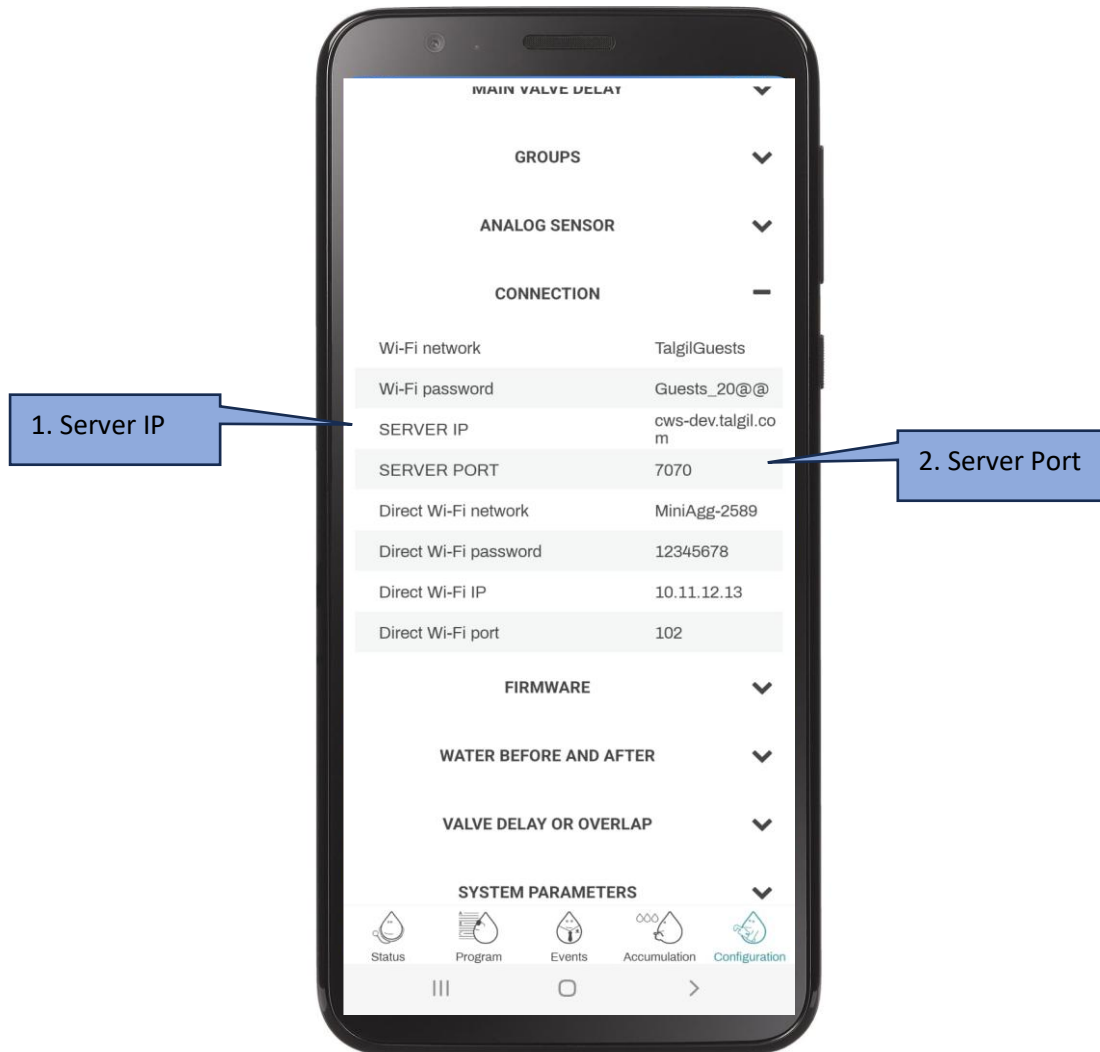 MAIN VALVE DELAY
GROUPS
ANALOG SENSOR
CONNECTION
Wi-Fi network TalgilGuests
Wi-Fi password Guests_20@@
1. Server IP
SERVER IP cws-dev.talgil.co
m
2. Server Port
SERVER PORT 7070
Direct Wi-Fi network MiniAgg-2589
Direct Wi-Fi password 12345678
Direct Wi-Fi IP 10.11.12.13
Direct Wi-Fi port 102
FIRMWARE
WATER BEFORE AND AFTER
VALVE DELAY OR OVERLAP
SYSTEM PARAMETERS
Status Program Events Accumulation Configuration